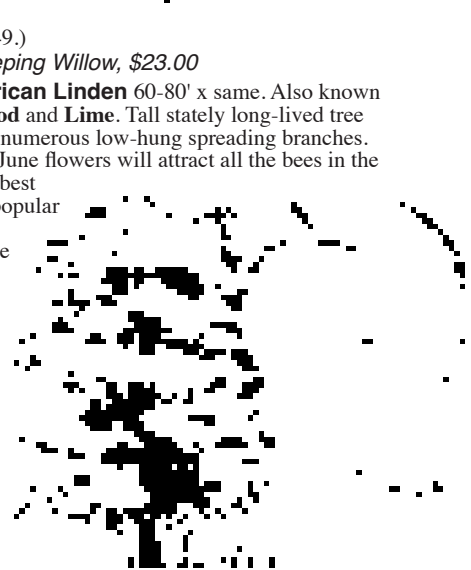 9.)
eping Willow, $23.00
rican Linden 60-80' x same. Also known
od and Lime. Tall stately long-lived tree
numerous low-hung spreading branches.
June flowers will attract all the bees in the
best
opular
e